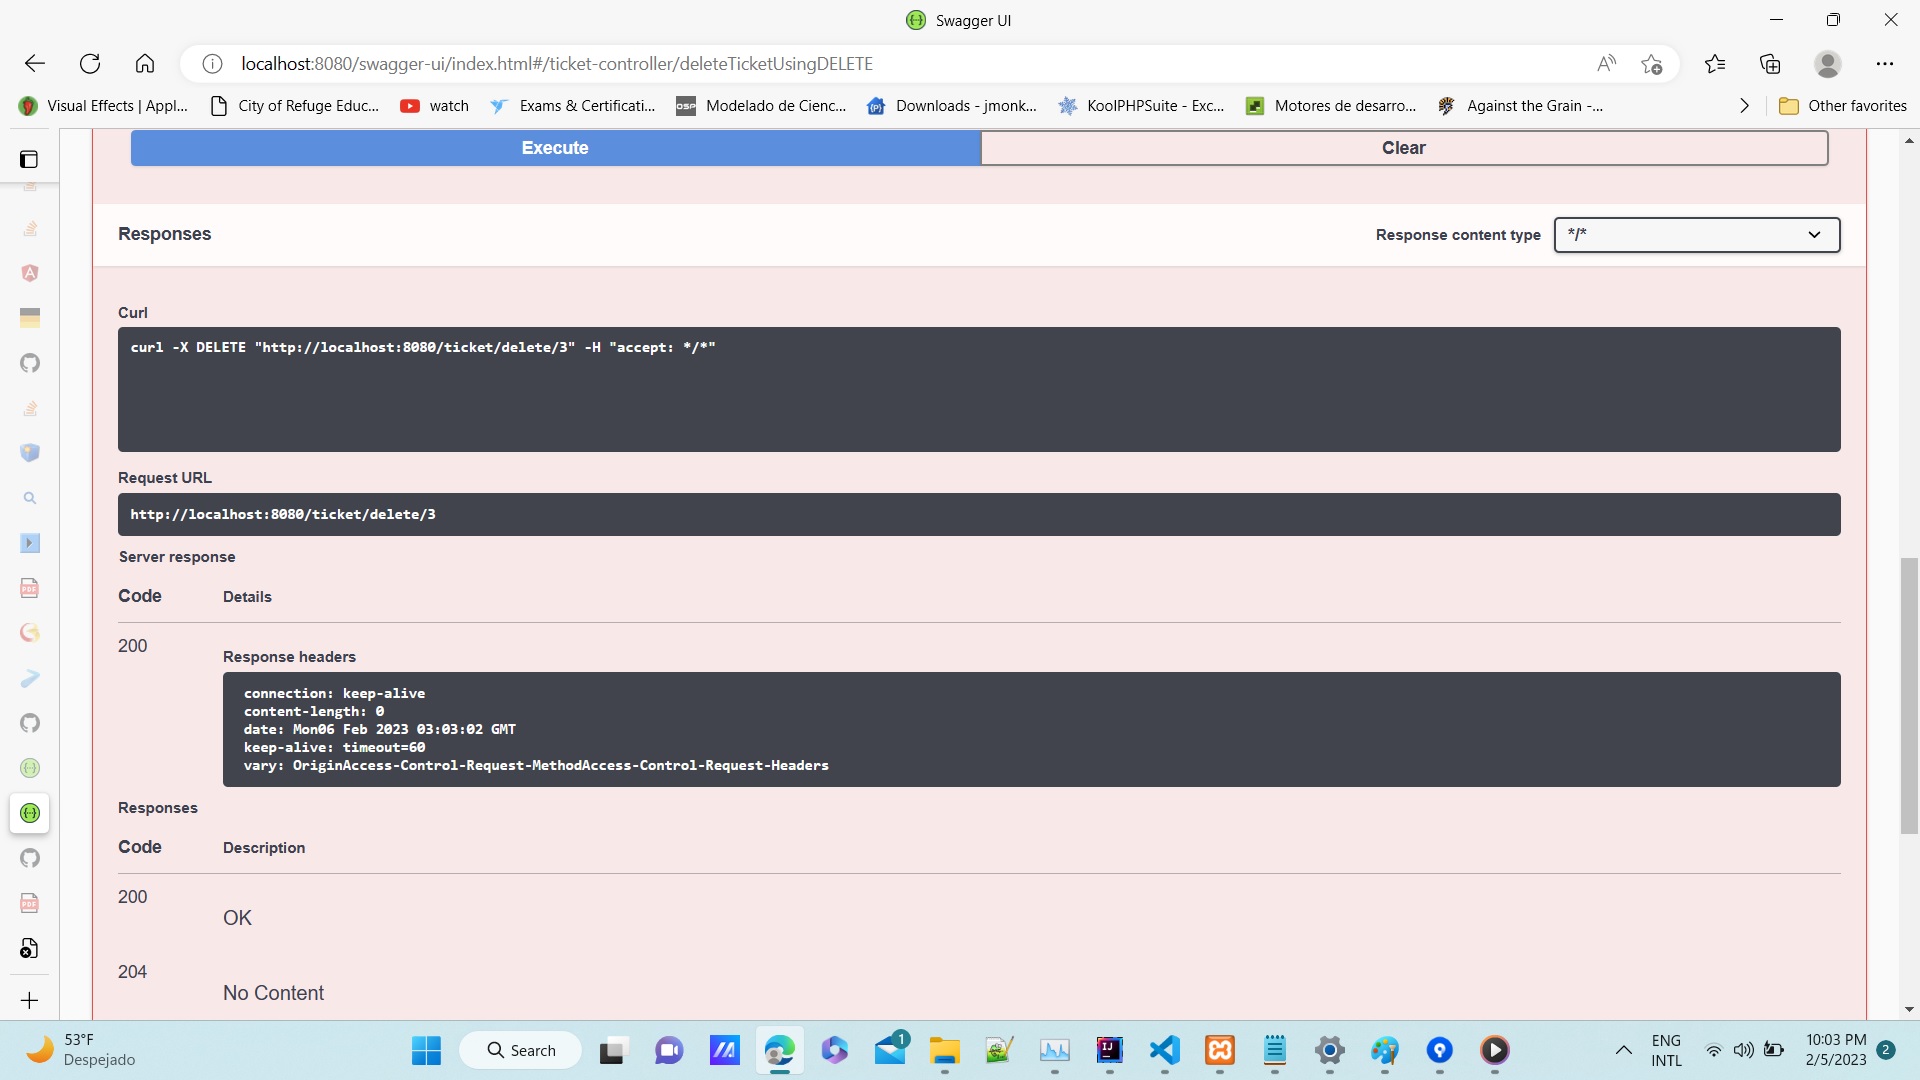 Swagger UI
localhost:8080/swagger-ui/index.html#/ticket-controller/deleteTicketUsingDELETE
Visual Effects | Appl...
City of Refuge Educ...
watch
Exams & Certificati...
OSP
Modelado de Cienc...
Downloads - jmonk...
KoolPHPSuite - Exc...
Motores de desarro...
Against the Grain -...
Other favorites
Execute
Clear
Responses
Response content type
*/*
Curl
curl -X DELETE "http://localhost:8080/ticket/delete/3" -H "accept: */*"
Request URL
http://localhost:8080/ticket/delete/3
Server response
Code Details
200
Response headers
connection: keep-alive
content-length: 0
date: Mon06 Feb 2023 03:03:02 GMT
keep-alive: timeout=60
vary: OriginAccess-Control-Request-MethodAccess-Control-Request-Headers
Responses
Code Description
200
OK
204
No Content
53°F
Despejado
Search
1
ENG
INTL
10:03 PM
2/5/2023
2